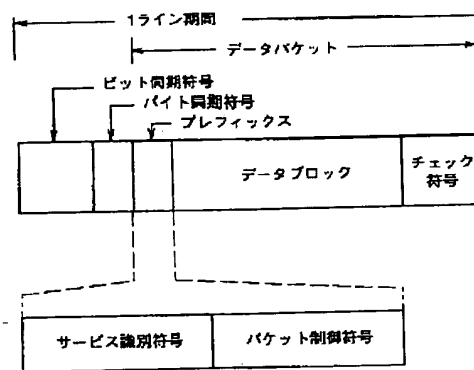 1ライン期間
データパケット
ビット同期符号
バイト同期符号
プレフィックス
データブロック
チェック
符号
サービス識別符号
パケット制御符号